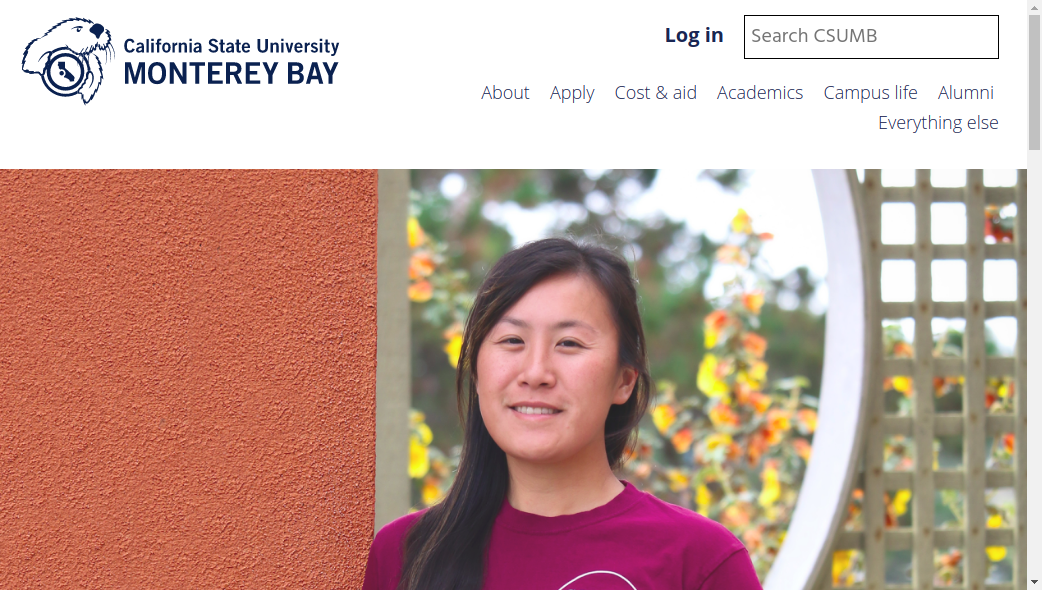 California State University
MONTEREY BAY
Log in
Search CSUMB
About Apply Cost & aid Academics Campus life Alumni
Everything else